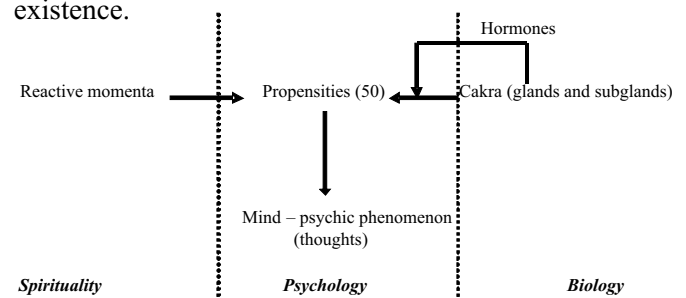 existence.
Hormones
Reactive momenta Propensities (50) Cakra (glands and subglands)
Mind – psychic phenomenon
(thoughts)
Spirituality Psychology Biology